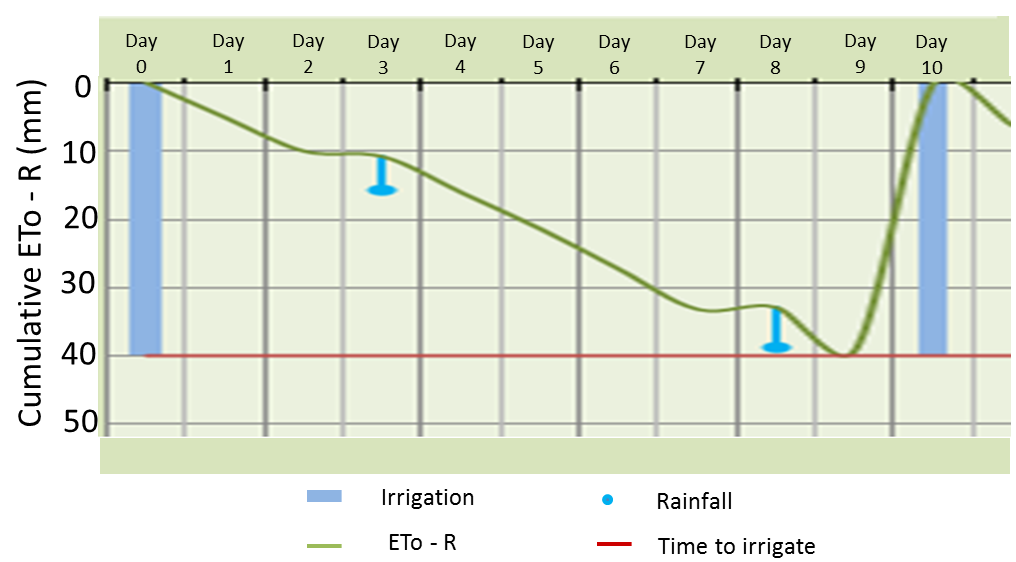 Day Day Day Day Day Day Day Day Day Day Day
0 1 2 3 4 5 6 7 8 9 10
Cumulative ETo - R (mm)
0
10
20
30
40
50
Irrigation
Rainfall
ETo - R
Time to irrigate